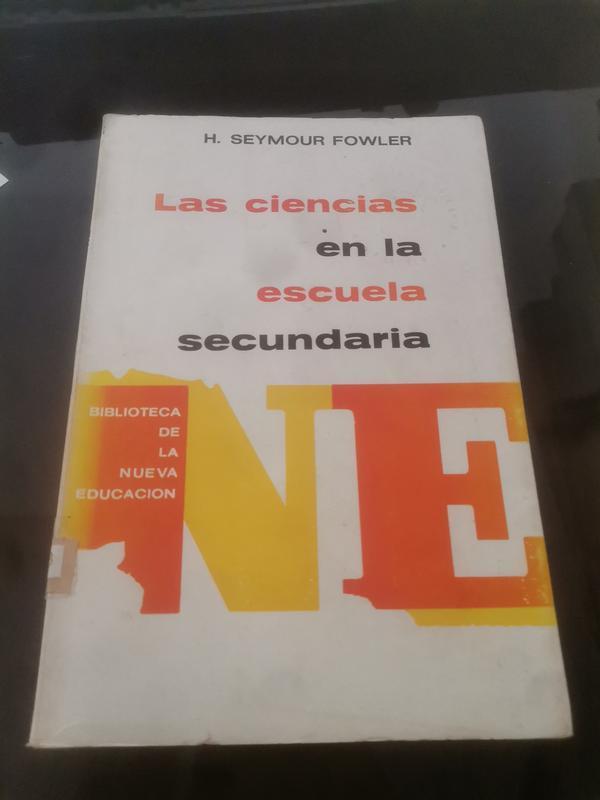 H. SEYMOUR FOWLER
Las ciencias
en la
escuela
secundaria
BIBLIOTECA
DE
LA
NUEVA
EDUCACION
NE